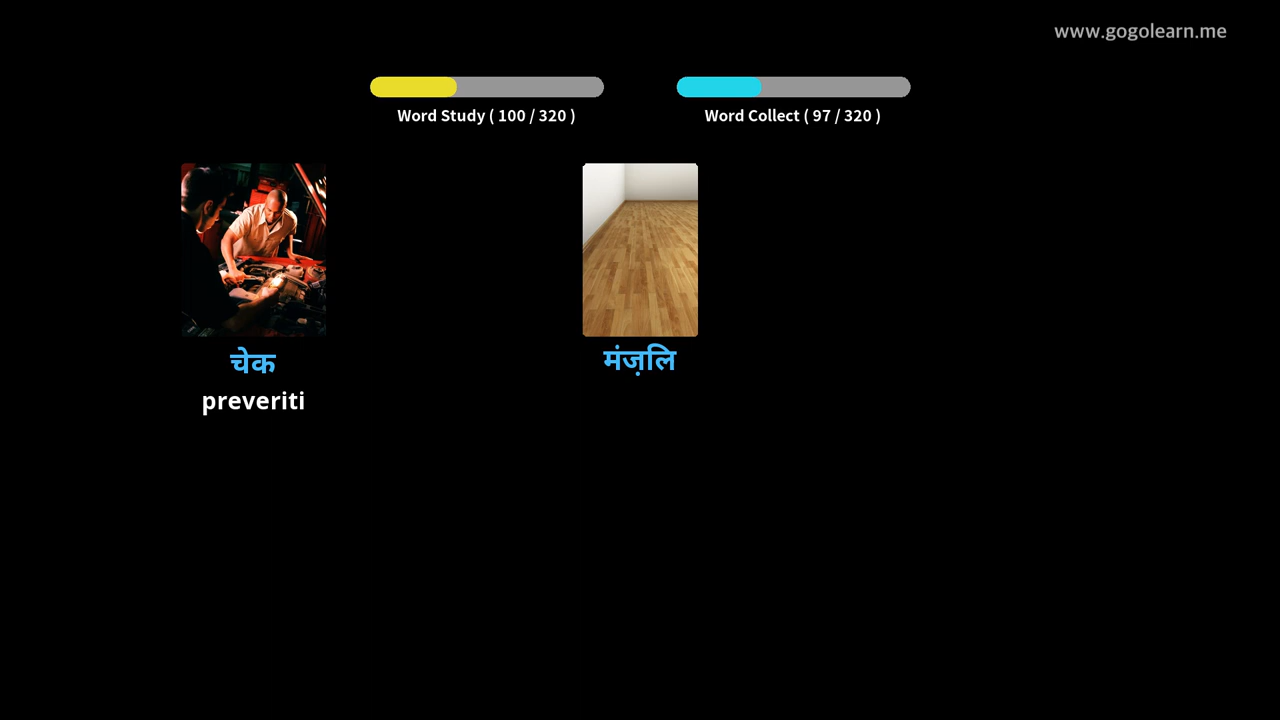 www.gogolearn.me
Word Study ( 100 / 320 )
Word Collect ( 97 / 320 )
चेक
preveriti
मंज़लि